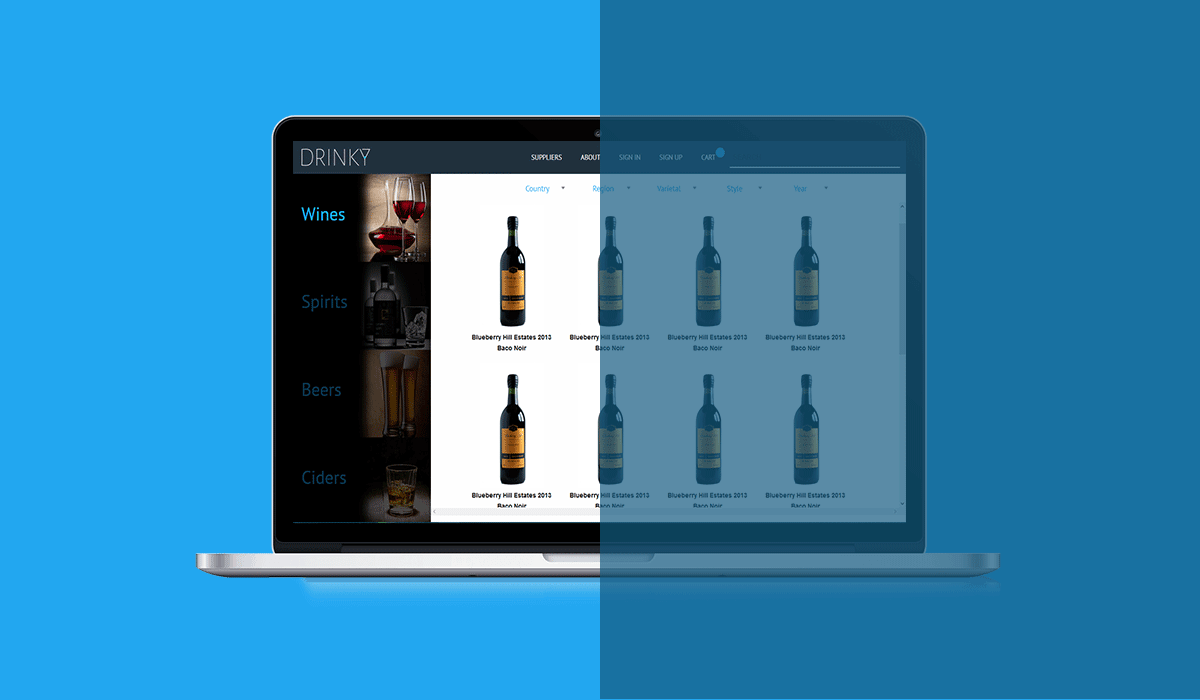 DRINKY
SUPPLIERS ABOUT SIGN IN SIGN UP CART
Country Region Varietal Style Year
Wines
Spirits
Beers
Ciders
Blueberry Hill Estates 2013 Blueberry Hill Estates 2013 Blueberry Hill Estates 2013 Blueberry Hill Estates 2013
Baco Noir Baco Noir Baco Noir Baco Noir
Blueberry Hill Estates 2013 Blueberry Hill Estates 2013 Blueberry Hill Estates 2013 Blueberry Hill Estates 2013
Baco Noir Baco Noir Baco Noir Baco Noir